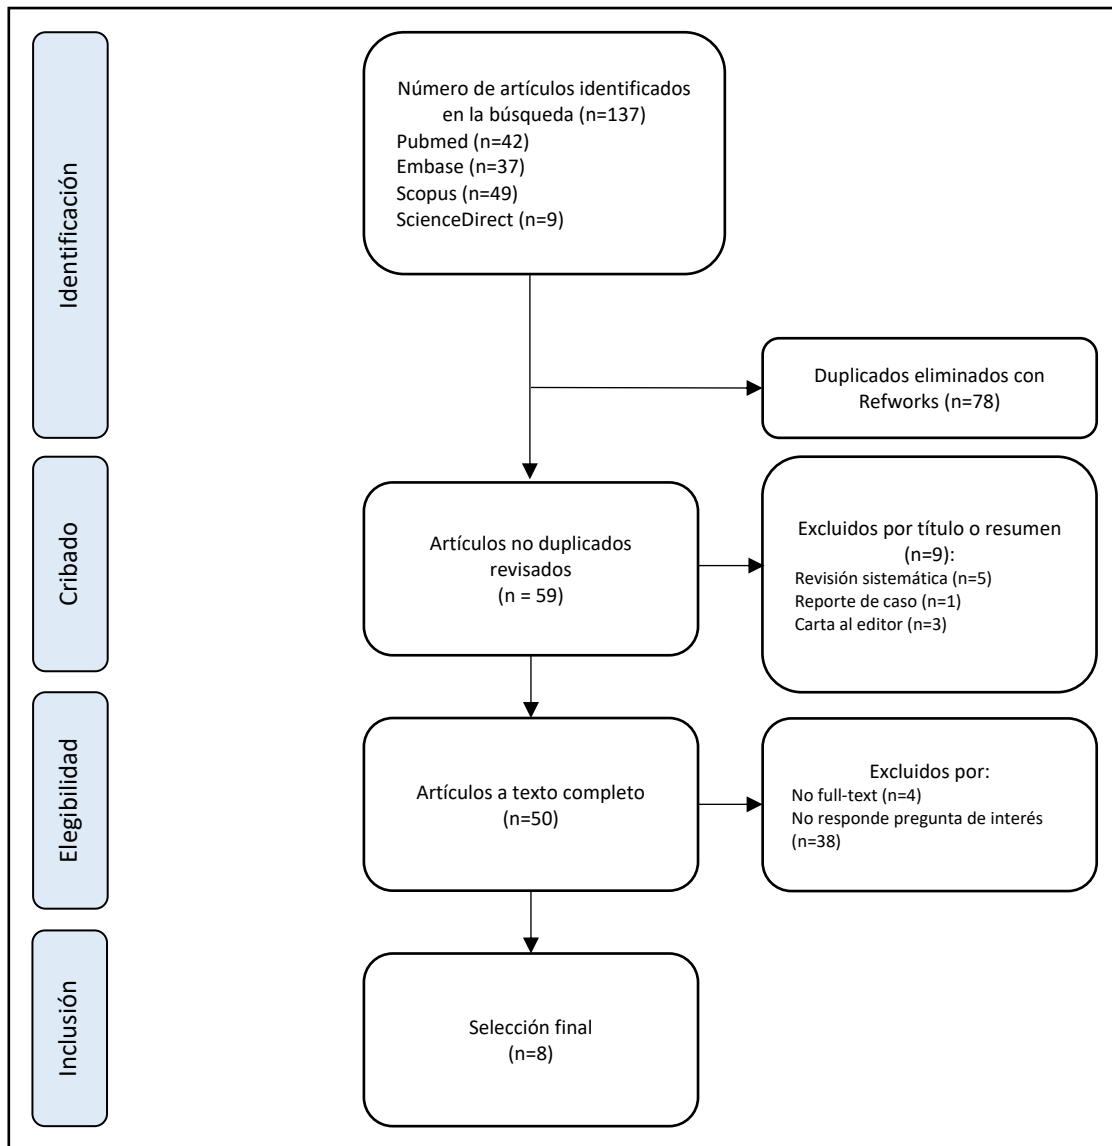 Identificación
Número de artículos identificados
en la búsqueda (n=137)
Pubmed (n=42)
Embase (n=37)
Scopus (n=49)
ScienceDirect (n=9)
Duplicados eliminados con
Refworks (n=78)
Cribado
Artículos no duplicados
revisados
(n = 59)
Excluidos por título o resumen
(n=9):
Revisión sistemática (n=5)
Reporte de caso (n=1)
Carta al editor (n=3)
Elegibilidad
Artículos a texto completo
(n=50)
Excluidos por:
No full-text (n=4)
No responde pregunta de interés
(n=38)
Inclusión
Selección final
(n=8)